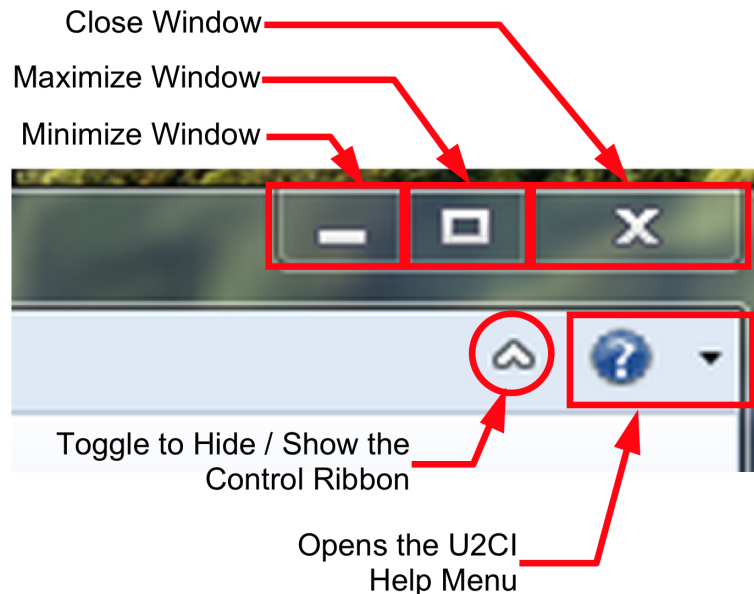 Close Window
Maximize Window
Minimize Window
?
Toggle to Hide / Show the
Control Ribbon
Opens the U2CI
Help Menu